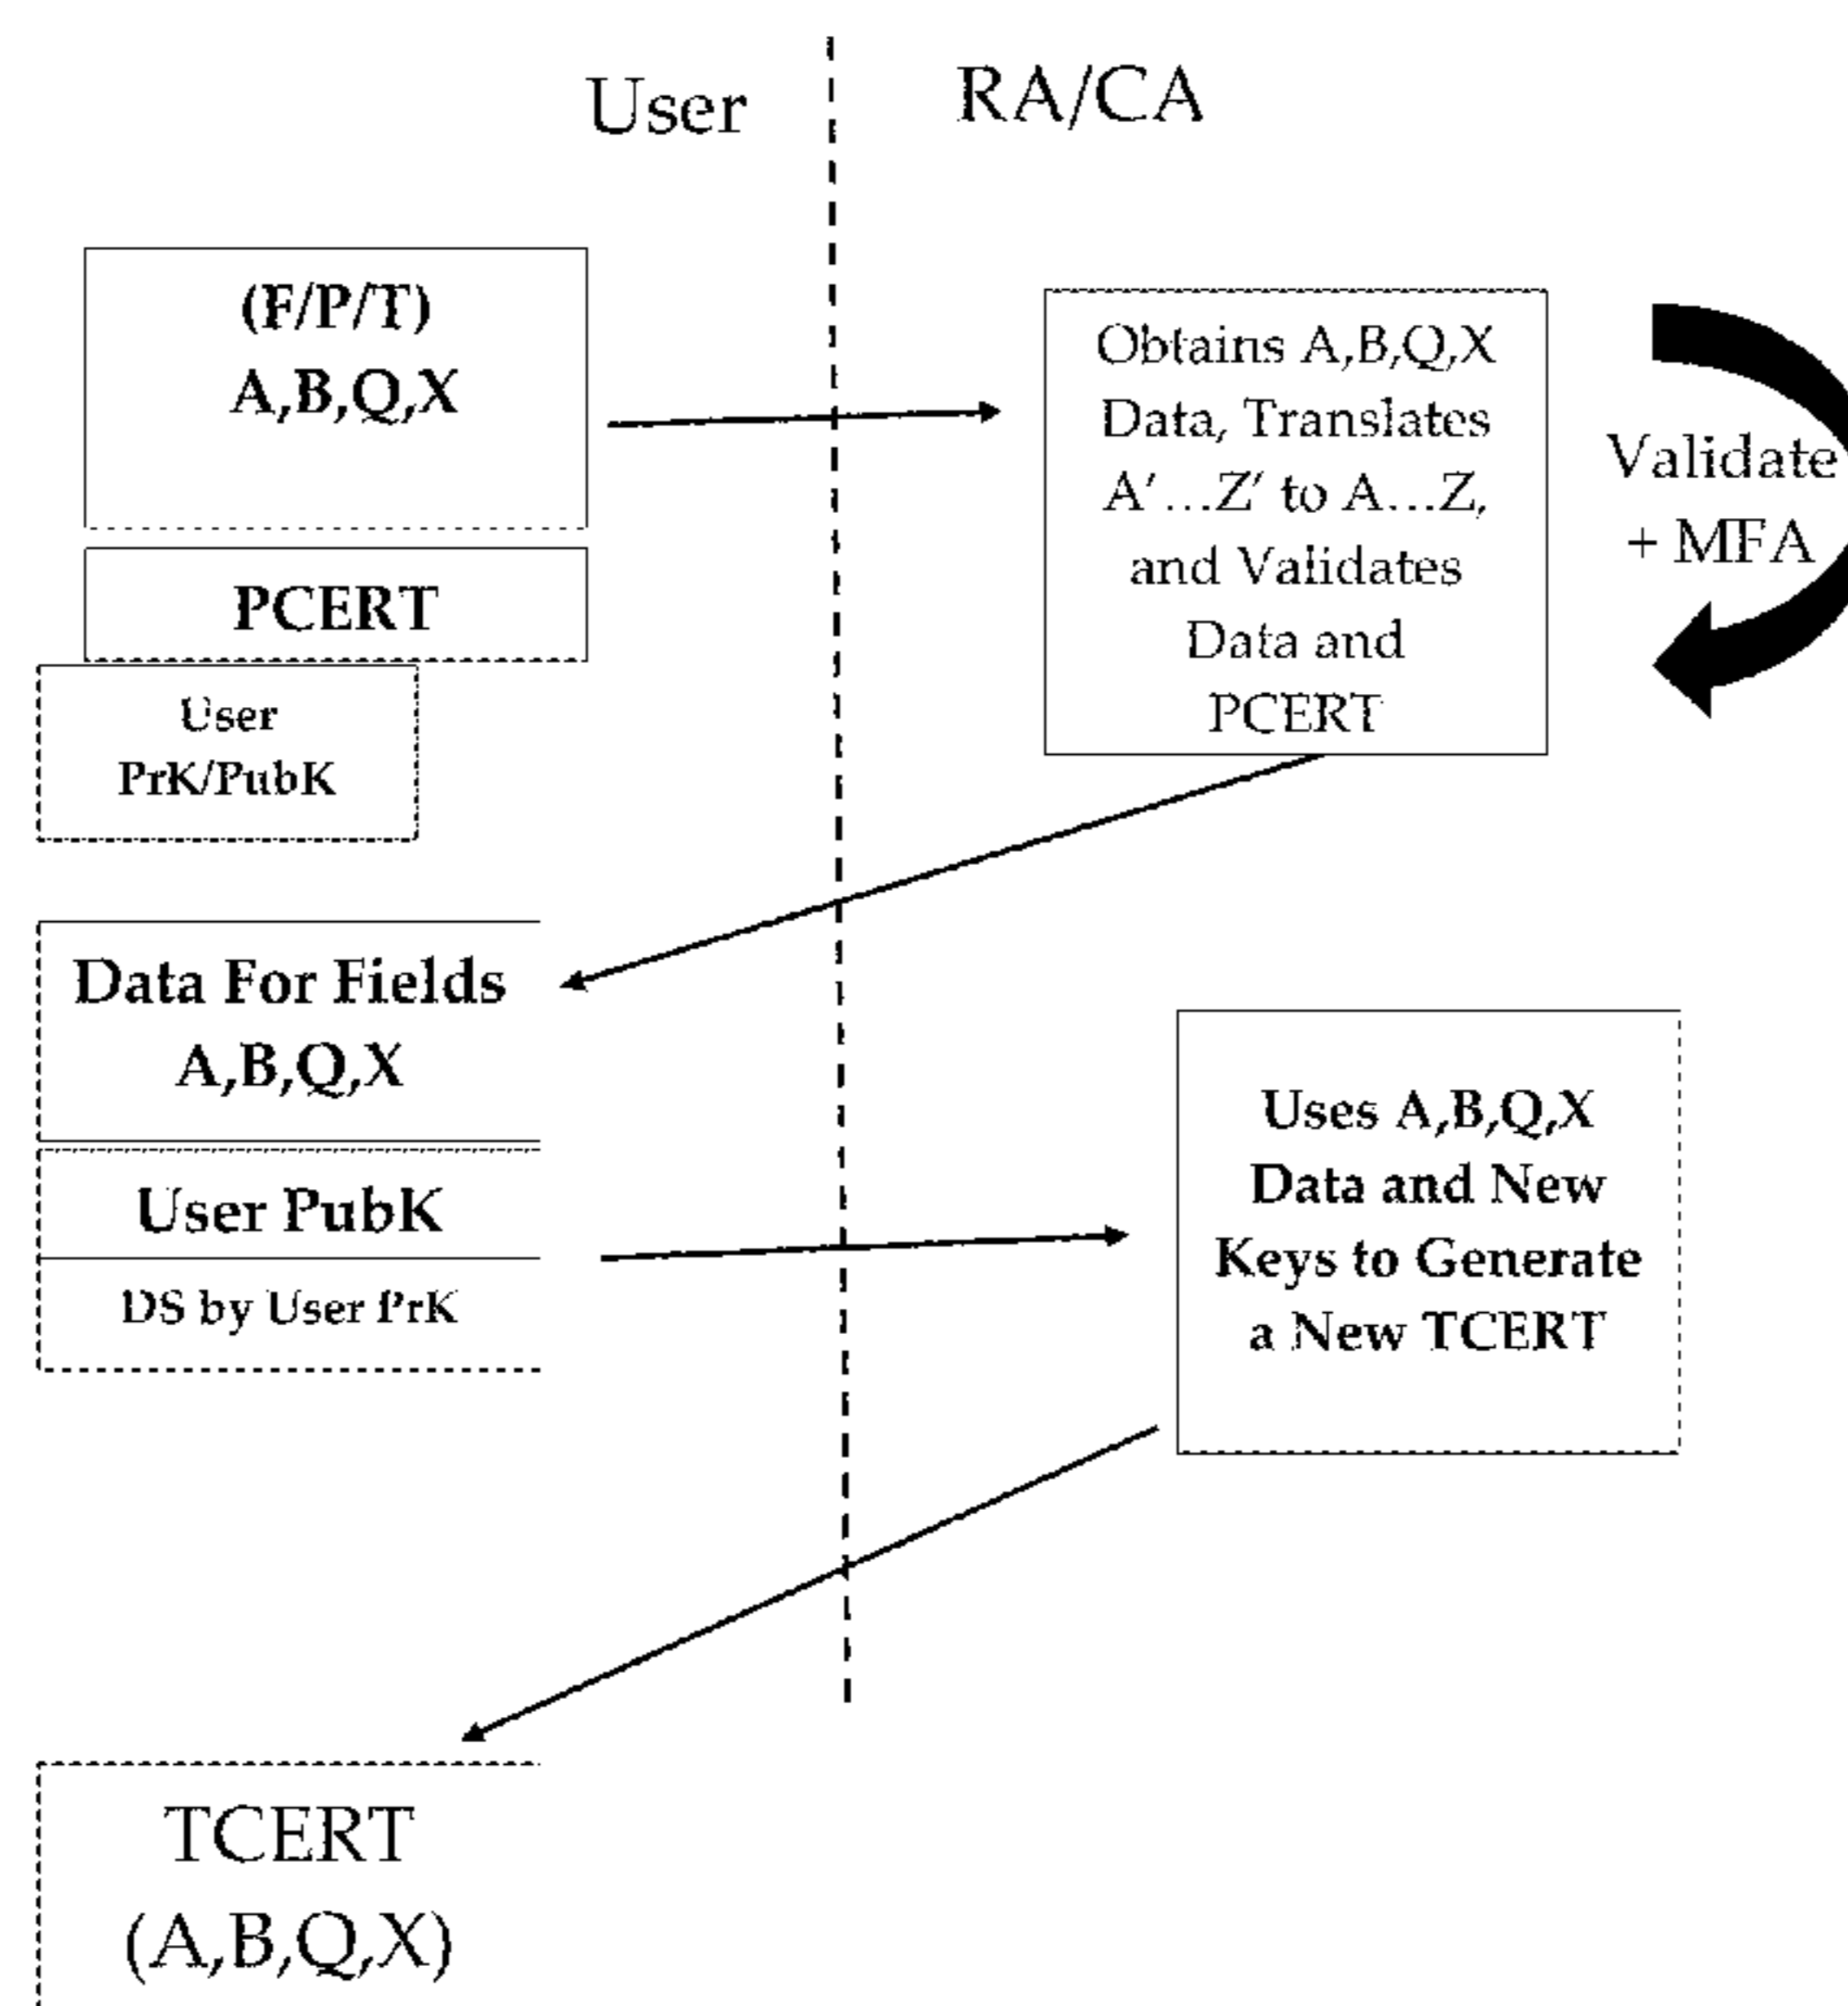 User
RA/CA
(F/P/T)
A,B,Q,X
PCERT
User
PrK/PubK
Obtains A,B,Q,X
Data, Translates
A'...Z' to A...Z,
and Validates
Data and
PCERT
Validate
+ MFA
Data For Fields
A,B,Q,X
User PubK
DS by User PrK
Uses A,B,Q,X
Data and New
Keys to Generate
a New TCERT
TCERT
(A,B,Q,X)